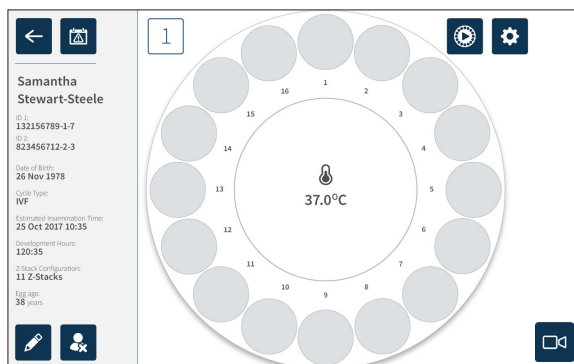 Samantha
Stewart-Steele
ID 1:
132156789-1-7
ID 2:
823456712-2-3
Date of Birth:
26 Nov 1978
Cycle Type:
IVF
Estimated Insemination Time:
25 Oct 2017 10:35
Development Hours:
120:35
Z-Stack Configuration:
11 Z-Stacks
Egg age:
38 years
1
1
2
3
4
5
6
7
8
9
10
11
12
13
14
15
16
37.0°C